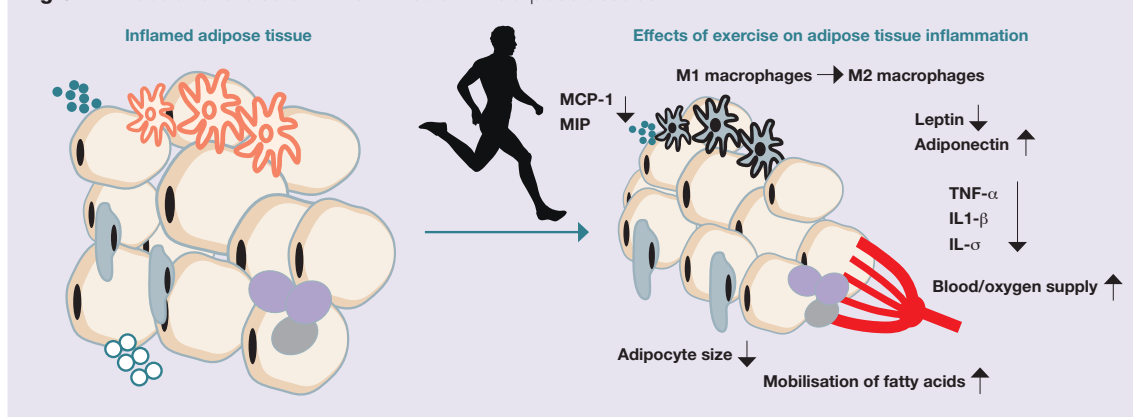 Inflamed adipose tissue
Effects of exercise on adipose tissue inflammation
M1 macrophages → M2 macrophages
MCP-1
MIP
Leptin ↓
Adiponectin ↑
TNF-α
IL1-β
IL-σ
Blood/oxygen supply ↑
Adipocyte size ↓
Mobilisation of fatty acids ↑